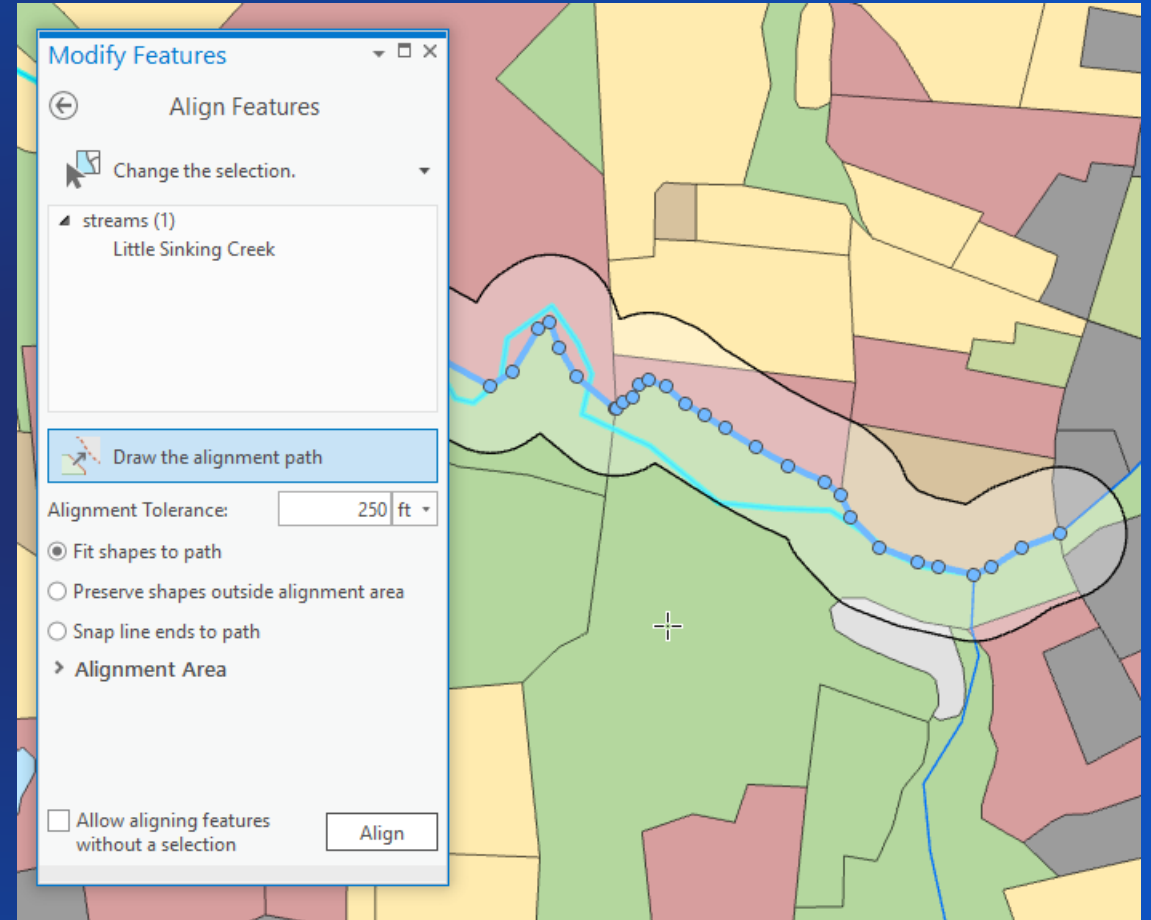 Modify Features
Align Features
Change the selection.
streams (1)
Little Sinking Creek
Draw the alignment path
Alignment Tolerance: 250 ft
Fit shapes to path
Preserve shapes outside alignment area
Snap line ends to path
Alignment Area
Allow aligning features
without a selection
Align